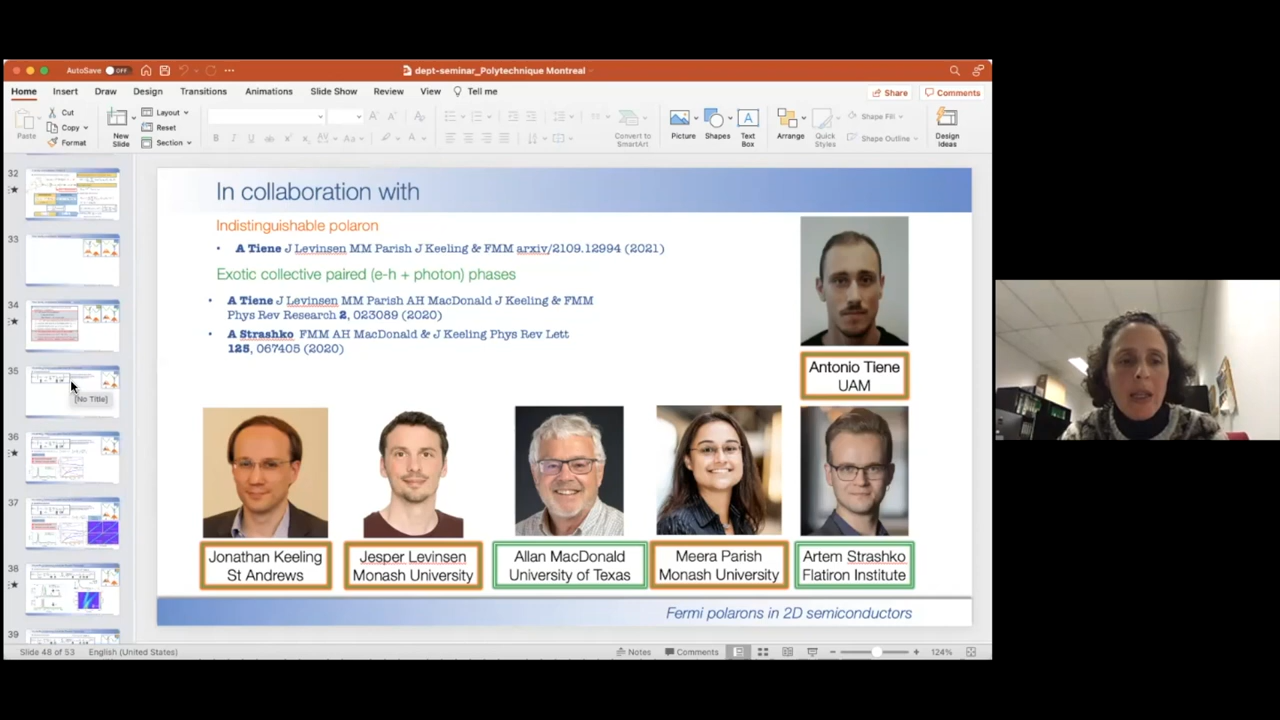 AutoSave OFF
dept-seminar_Polytechnique Montreal
Home Insert Draw Design Transitions Animations Slide Show Review View Tell me
Share Comments
Paste
Cut
Copy
Format
New Slide
Layout
Reset
Section
Convert to SmartArt
Picture
Shapes
Text Box
Arrange
Quick Styles
Shape Fill
Shape Outline
Design Ideas
32
33
34
35
[No Title]
36
37
38
39
In collaboration with
Indistinguishable polaron
• A Tiene J Levinsen MM Parish J Keeling & FMM arxiv/2109.12994 (2021)
Exotic collective paired (e-h + photon) phases
• A Tiene J Levinsen MM Parish AH MacDonald J Keeling & FMM
Phys Rev Research 2, 023089 (2020)
• A Strashko FMM AH MacDonald & J Keeling Phys Rev Lett
125, 067405 (2020)
Antonio Tiene
UAM
Jonathan Keeling
St Andrews
Jesper Levinsen
Monash University
Allan MacDonald
University of Texas
Meera Parish
Monash University
Artem Strashko
Flatiron Institute
Fermi polarons in 2D semiconductors
Slide 48 of 53 English (United States) Notes Comments 124%